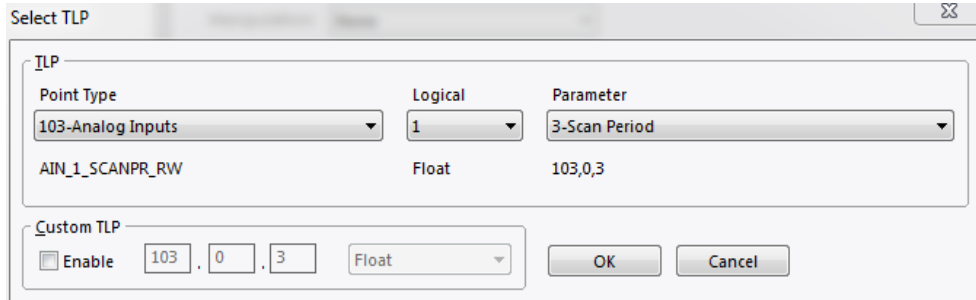 Select TLP
TLP
Point Type Logical Parameter
103-Analog Inputs 1 3-Scan Period
AIN_1_SCANPR_RW Float 103,0,3
Custom TLP
Enable 103 . 0 . 3 Float OK Cancel